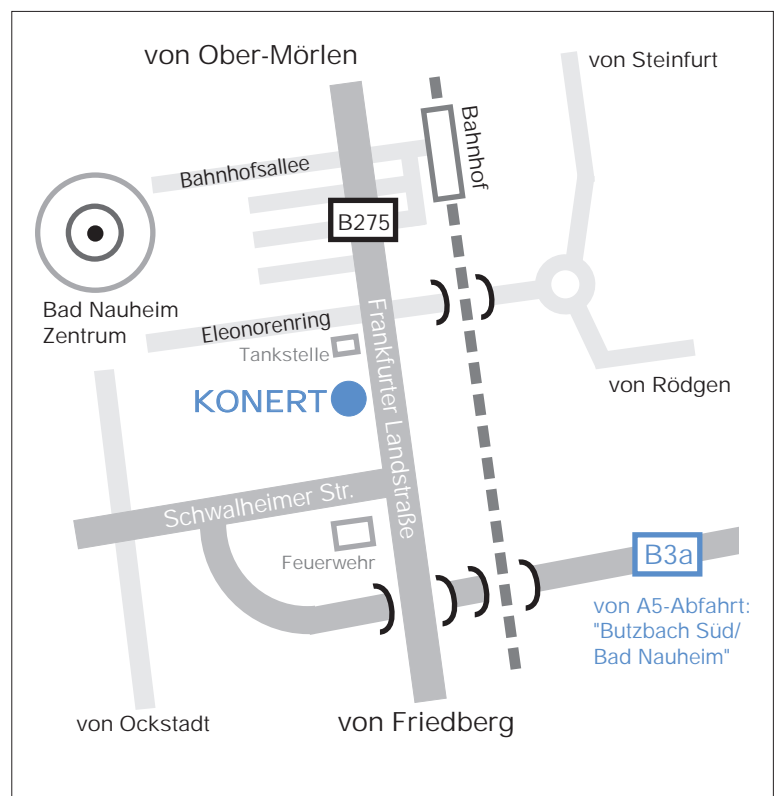 von Ober-Mörlen
von Steinfurt
Bahnhof
Bahnhofsallee
B275
Bad Nauheim
Zentrum
Eleonorenring
Tankstelle
Frankfurter Landstraße
von Rödgen
KONERT
Schwalheimer Str.
Feuerwehr
B3a
von A5-Abfahrt:
"Butzbach Süd/
Bad Nauheim"
von Ockstadt
von Friedberg